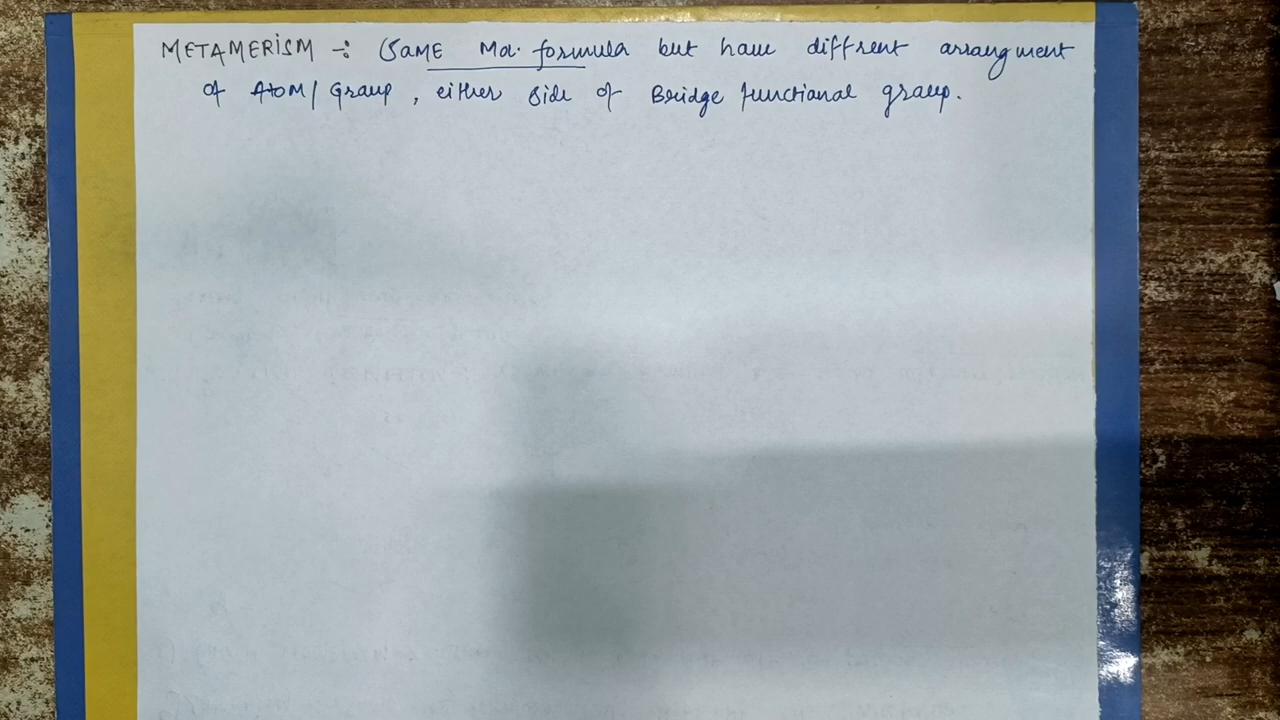 METAMERISM -: (SAME Mol. formula but have diffrent arrangment
of AtOM/Group, either side of Bridge functional group.